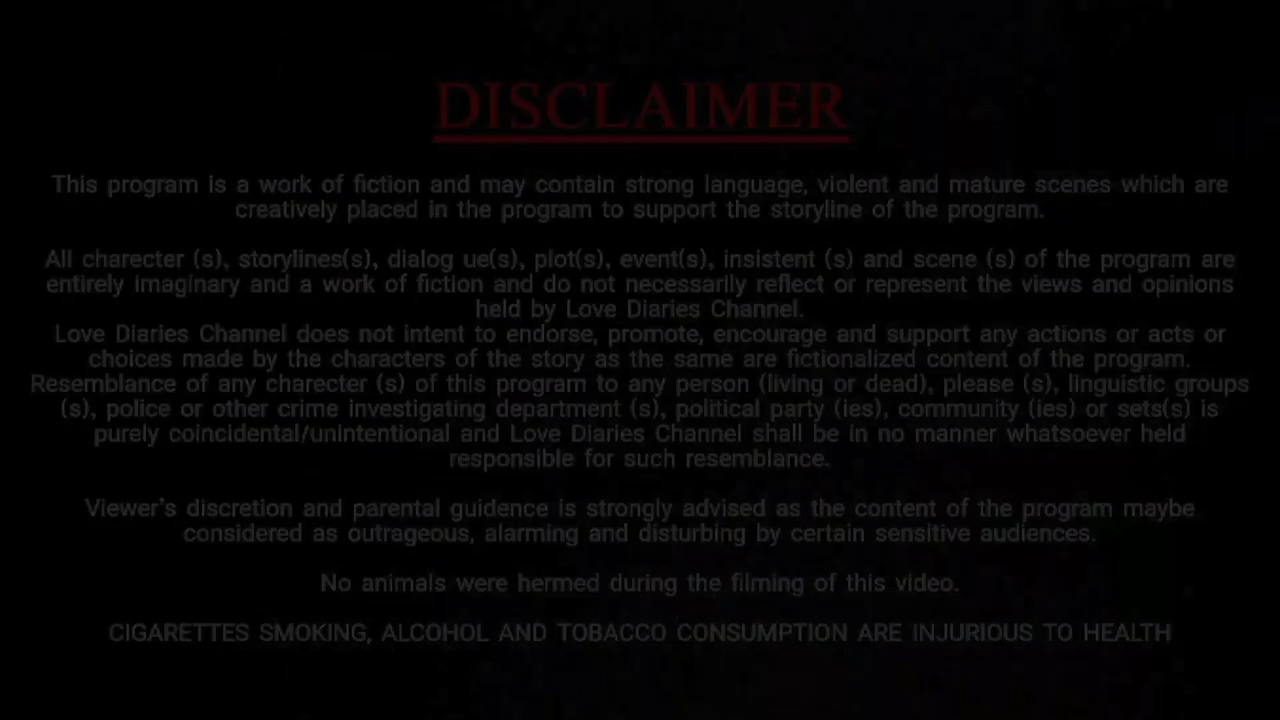 DISCLAIMER
This program is a work of fiction and may contain strong language, violent and mature scenes which are
creatively placed in the program to support the storyline of the program.
All charecter (s), storylines(s), dialog ue(s), plot(s), event(s), insistent (s) and scene (s) of the program are
entirely imaginary and a work of fiction and do not necessarily reflect or represent the views and opinions
held by Love Diaries Channel.
Love Diaries Channel does not intent to endorse, promote, encourage and support any actions or acts or
choices made by the characters of the story as the same are fictionalized content of the program.
Resemblance of any charecter (s) of this program to any person (living or dead), please (s), linguistic groups
(s), police or other crime investigating department (s), political party (ies), community (ies) or sets(s) is
purely coincidental/unintentional and Love Diaries Channel shall be in no manner whatsoever held
responsible for such resemblance.
Viewer's discretion and parental guidance is strongly advised as the content of the program maybe
considered as outrageous, alarming and disturbing by certain sensitive audiences.
No animals were hermed during the filming of this video.
CIGARETTES SMOKING, ALCOHOL AND TOBACCO CONSUMPTION ARE INJURIOUS TO HEALTH